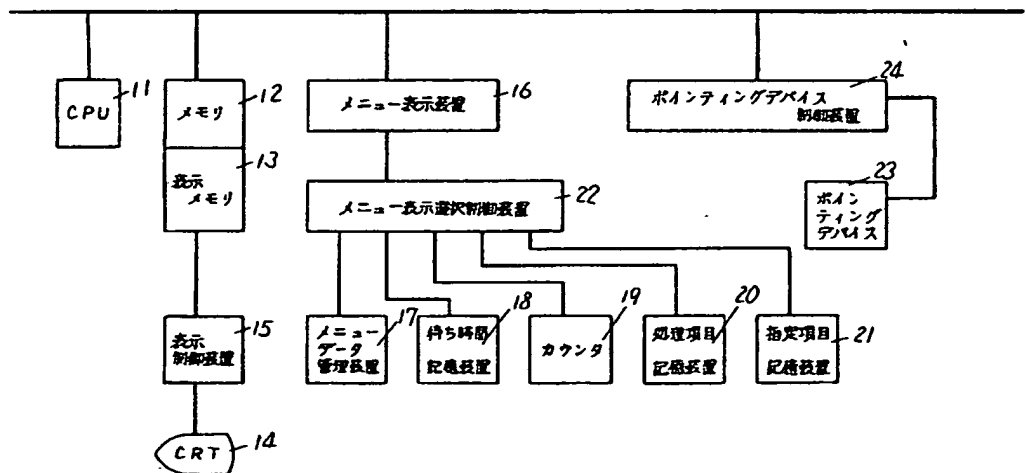 CPU
11
メモリ
12
表示
メモリ
13
メニュー表示装置
16
ポインティングデバイス
制御装置
24
メニュー表示選択制御装置
22
ポイン
ティング
デバイス
23
表示
制御装置
15
メニュー
データ
管理装置
17
待ち時間
記憶装置
18
カウンタ
19
処理項目
記憶装置
20
指定項目
記憶装置
21
CRT
14